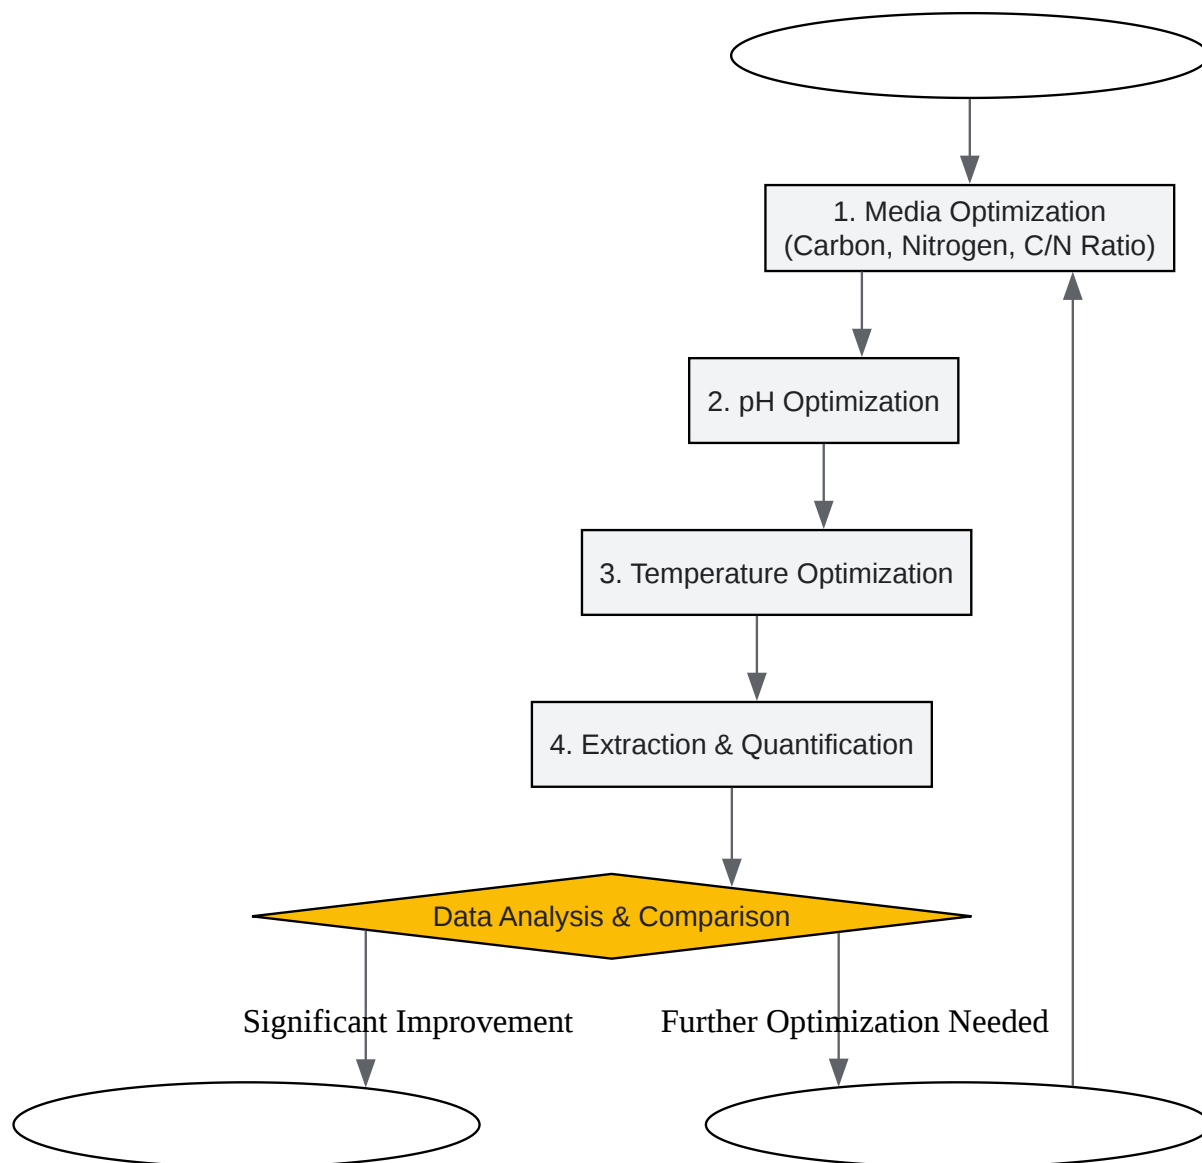 1. Media Optimization
(Carbon, Nitrogen, C/N Ratio)
2. pH Optimization
3. Temperature Optimization
4. Extraction & Quantification
Data Analysis & Comparison
Significant Improvement
Further Optimization Needed